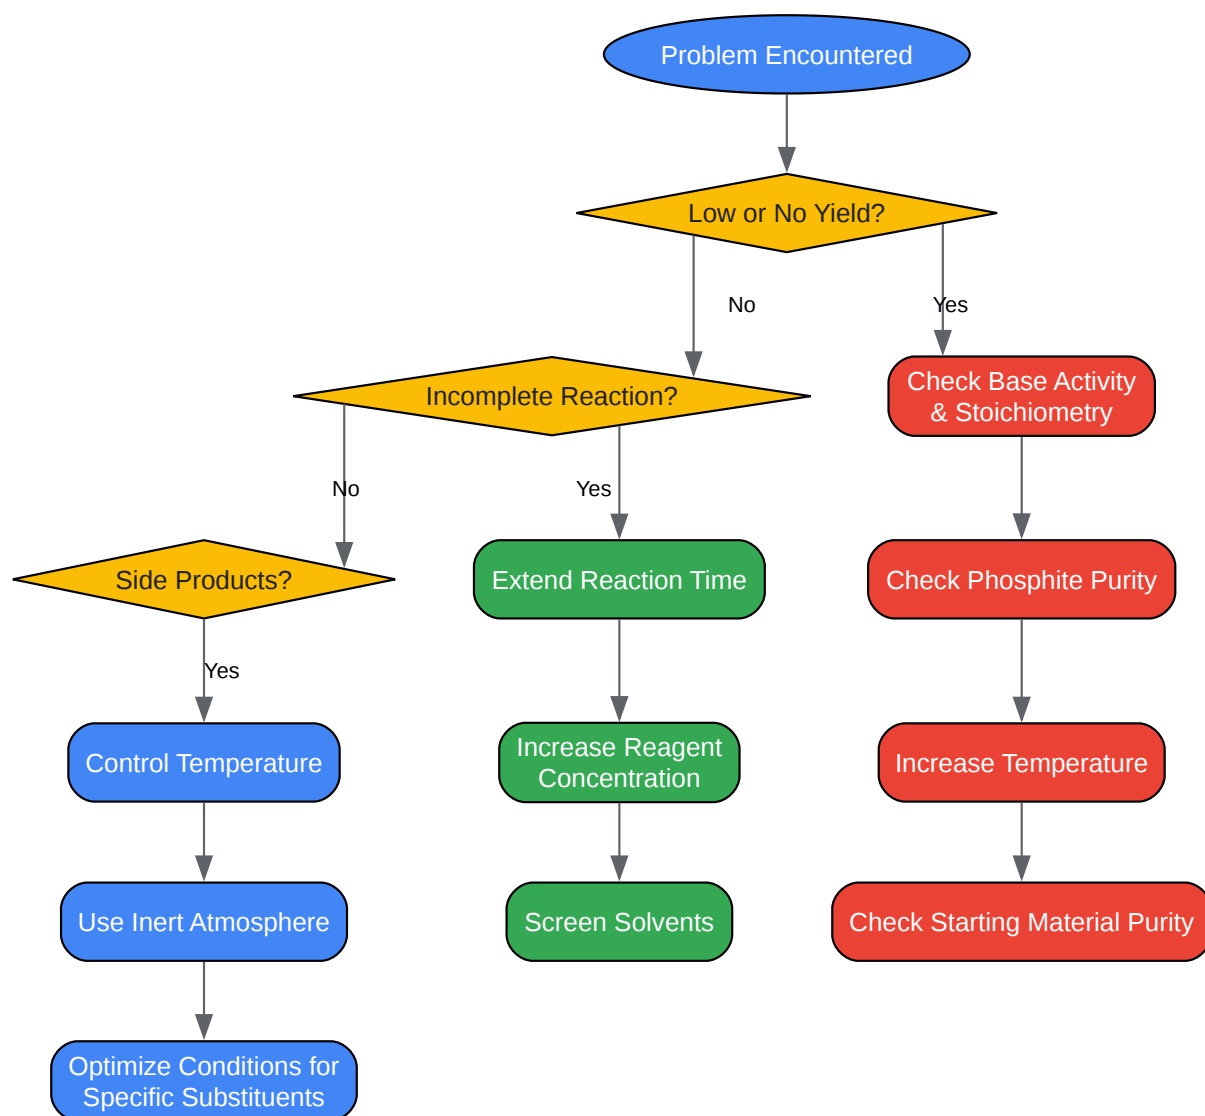 Problem Encountered
Low or No Yield?
No
Yes
Incomplete Reaction?
Check Base Activity
& Stoichiometry
No
Yes
Side Products?
Extend Reaction Time
Check Phosphite Purity
Yes
Control Temperature
Increase Reagent
Concentration
Increase Temperature
Use Inert Atmosphere
Screen Solvents
Check Starting Material Purity
Optimize Conditions for
Specific Substituents